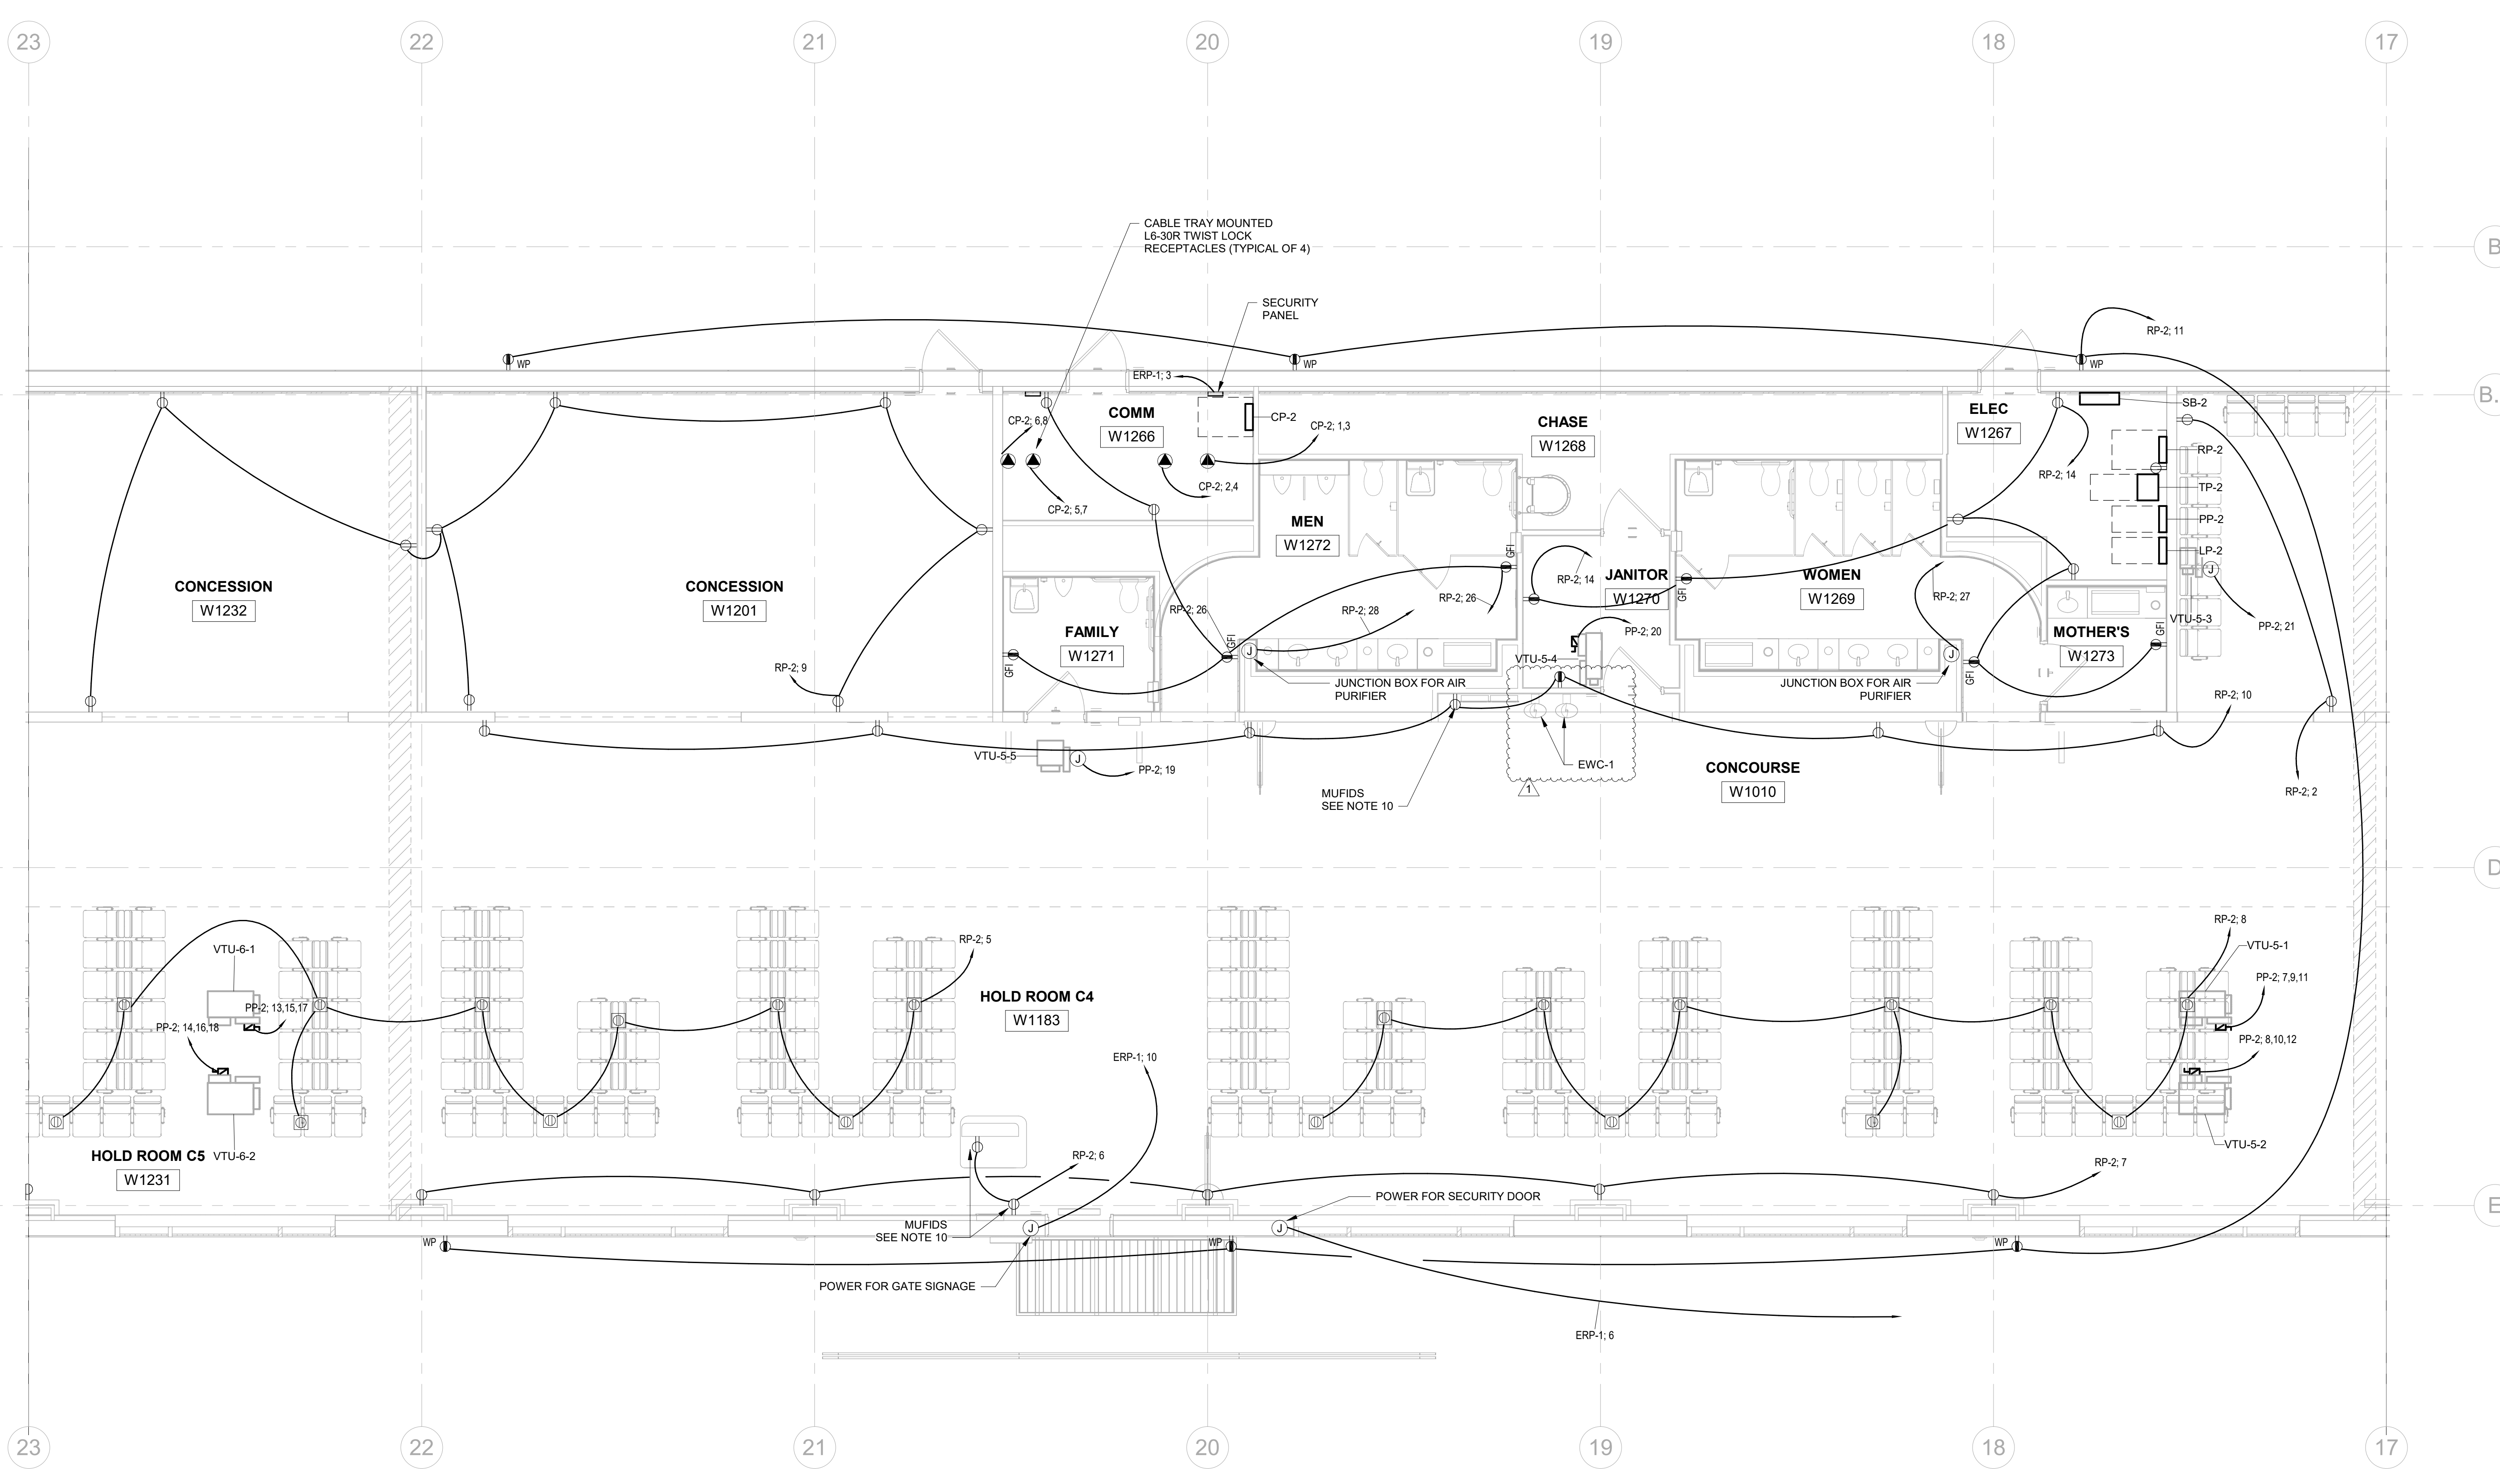 23
22
21
20
19
18
17
B
CABLE TRAY MOUNTED
L6-30R TWIST LOCK
RECEPTACLES (TYPICAL OF 4)
SECURITY
PANEL
RP-2; 11
WP
WP
WP
ERP-1; 3
B.
COMM
W1266
CP-2
CP-2; 6,8
CP-2; 1,3
CHASE
W1268
ELEC
W1267
SB-2
RP-2
RP-2; 14
TP-2
CP-2; 2,4
CP-2; 5,7
MEN
W1272
PP-2
LP-2
GFI
CONCESSION
W1232
CONCESSION
W1201
RP-2; 14
JANITOR
W1270
GFI
WOMEN
W1269
RP-2; 26
RP-2; 28
RP-2; 26
RP-2; 27
FAMILY
W1271
GFI
GFI
PP-2; 20
MOTHER'S
W1273
GFI
GFI
VTU-5-3
PP-2; 21
RP-2; 9
VTU-5-4
JUNCTION BOX FOR AIR
PURIFIER
JUNCTION BOX FOR AIR
PURIFIER
RP-2; 10
J
J
J
J
VTU-5-5
PP-2; 19
EWC-1
CONCOURSE
W1010
MUFIDS
SEE NOTE 10
1
RP-2; 2
D
RP-2; 8
VTU-5-1
VTU-6-1
RP-2; 5
PP-2; 7,9,11
HOLD ROOM C4
W1183
PP-2; 13,15,17
PP-2; 14,16,18
PP-2; 8,10,12
ERP-1; 10
HOLD ROOM C5
W1231
VTU-6-2
VTU-5-2
RP-2; 6
RP-2; 7
POWER FOR SECURITY DOOR
E
MUFIDS
SEE NOTE 10
J
J
WP
WP
WP
POWER FOR GATE SIGNAGE
ERP-1; 6
23
22
21
20
19
18
17